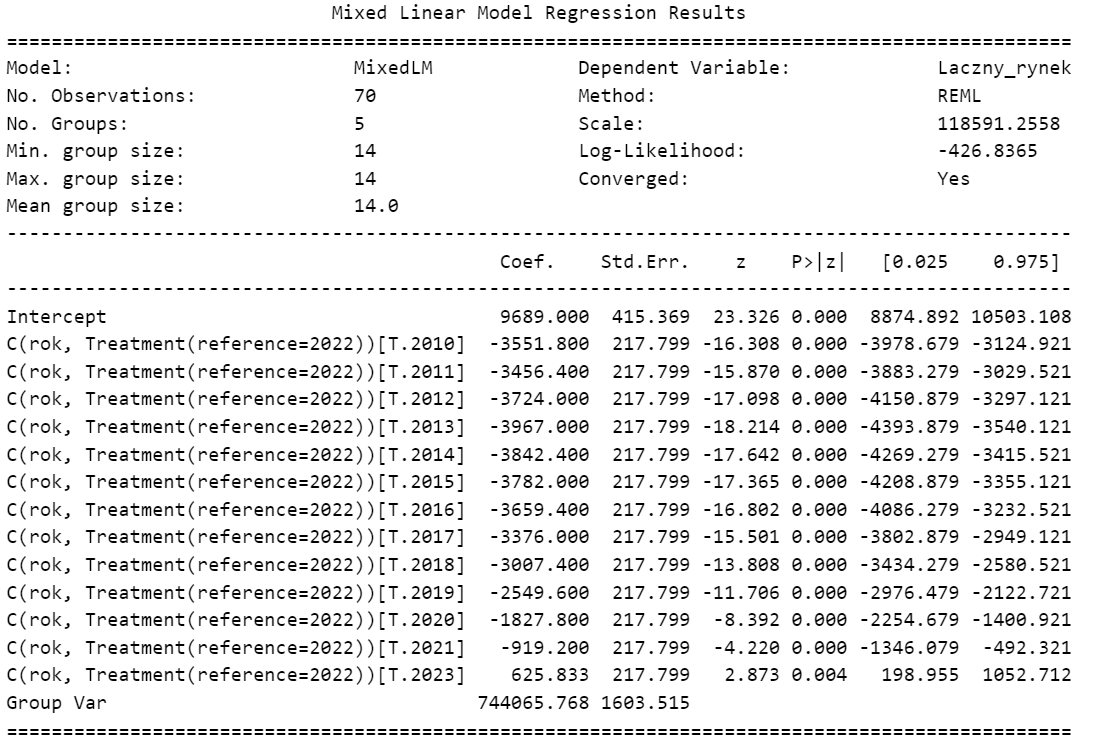 Mixed Linear Model Regression Results
================================================================================================
Model: MixedLM Dependent Variable: Laczny_rynek
No. Observations: 70 Method: REML
No. Groups: 5 Scale: 118591.2558
Min. group size: 14 Log-Likelihood: -426.8365
Max. group size: 14 Converged: Yes
Mean group size: 14.0
------------------------------------------------------------------------------------------------
Coef. Std.Err. z P>|z| [0.025 0.975]
------------------------------------------------------------------------------------------------
Intercept 9689.000 415.369 23.326 0.000 8874.892 10503.108
C(rok, Treatment(reference=2022))[T.2010] -3551.800 217.799 -16.308 0.000 -3978.679 -3124.921
C(rok, Treatment(reference=2022))[T.2011] -3456.400 217.799 -15.870 0.000 -3883.279 -3029.521
C(rok, Treatment(reference=2022))[T.2012] -3724.000 217.799 -17.098 0.000 -4150.879 -3297.121
C(rok, Treatment(reference=2022))[T.2013] -3967.000 217.799 -18.214 0.000 -4393.879 -3540.121
C(rok, Treatment(reference=2022))[T.2014] -3842.400 217.799 -17.642 0.000 -4269.279 -3415.521
C(rok, Treatment(reference=2022))[T.2015] -3782.000 217.799 -17.365 0.000 -4208.879 -3355.121
C(rok, Treatment(reference=2022))[T.2016] -3659.400 217.799 -16.802 0.000 -4086.279 -3232.521
C(rok, Treatment(reference=2022))[T.2017] -3376.000 217.799 -15.501 0.000 -3802.879 -2949.121
C(rok, Treatment(reference=2022))[T.2018] -3007.400 217.799 -13.808 0.000 -3434.279 -2580.521
C(rok, Treatment(reference=2022))[T.2019] -2549.600 217.799 -11.706 0.000 -2976.479 -2122.721
C(rok, Treatment(reference=2022))[T.2020] -1827.800 217.799 -8.392 0.000 -2254.679 -1400.921
C(rok, Treatment(reference=2022))[T.2021] -919.200 217.799 -4.220 0.000 -1346.079 -492.321
C(rok, Treatment(reference=2022))[T.2023] 625.833 217.799 2.873 0.004 198.955 1052.712
Group Var 744065.768 1603.515
================================================================================================